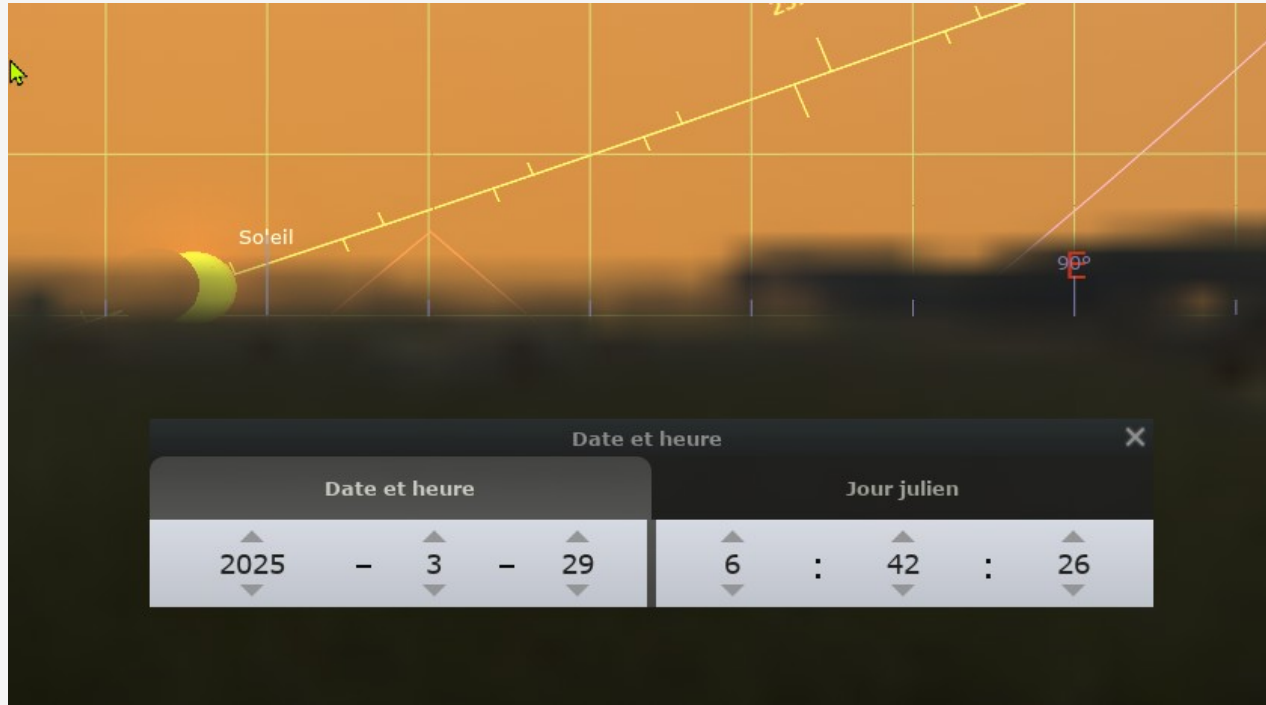 Soleil
90°
E
Date et heure
Date et heure Jour julien
2025 – 3 – 29 6 : 42 : 26